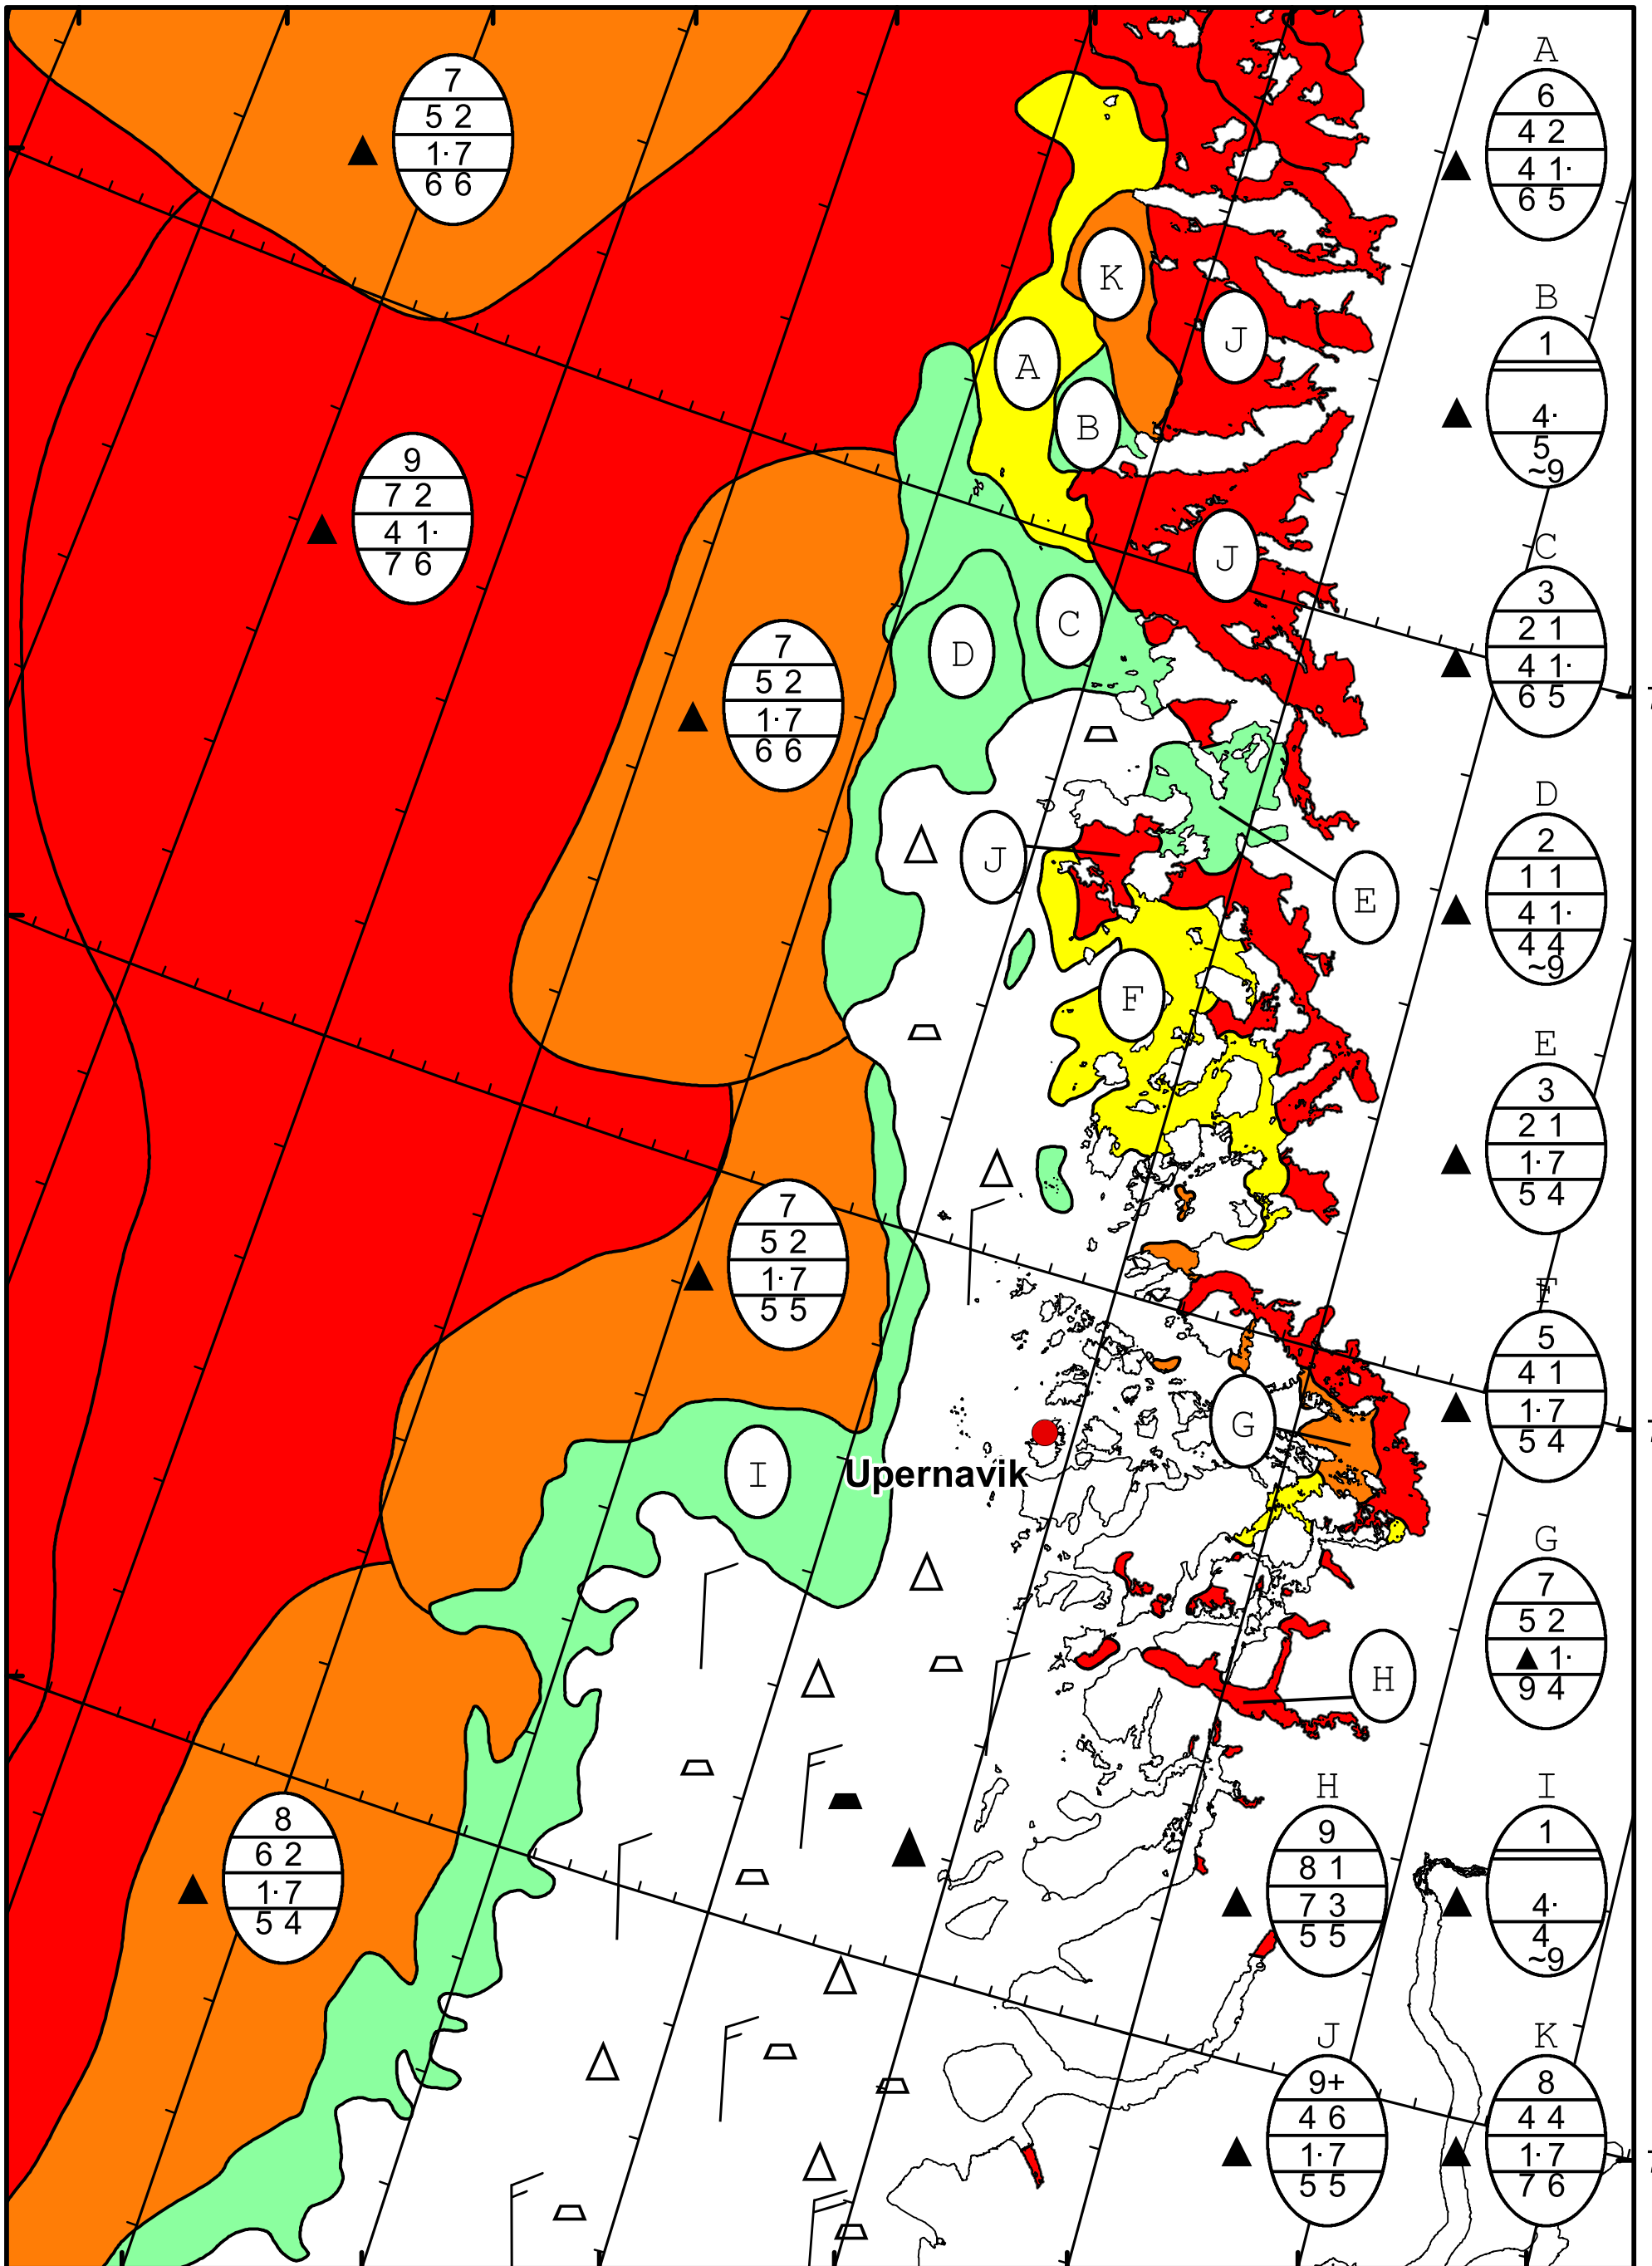 A
6
4 2
4 1·
6 5
7
5 2
1·7
6 6
K
B
1
4·
5
~9
J
A
B
9
7 2
4 1·
7 6
C
3
2 1
4 1·
6 5
J
C
D
7
5 2
1·7
6 6
D
2
1 1
4 1·
4 4
~9
J
E
F
E
3
2 1
1·7
5 4
7
5 2
1·7
5 5
F
5
4 1
1·7
5 4
G
I
Upernavik
G
7
5 2
▲ 1·
9 4
H
H
9
8 1
7 3
5 5
I
1
4·
4
~9
8
6 2
1·7
5 4
J
9+
4 6
1·7
5 5
K
8
4 4
1·7
7 6